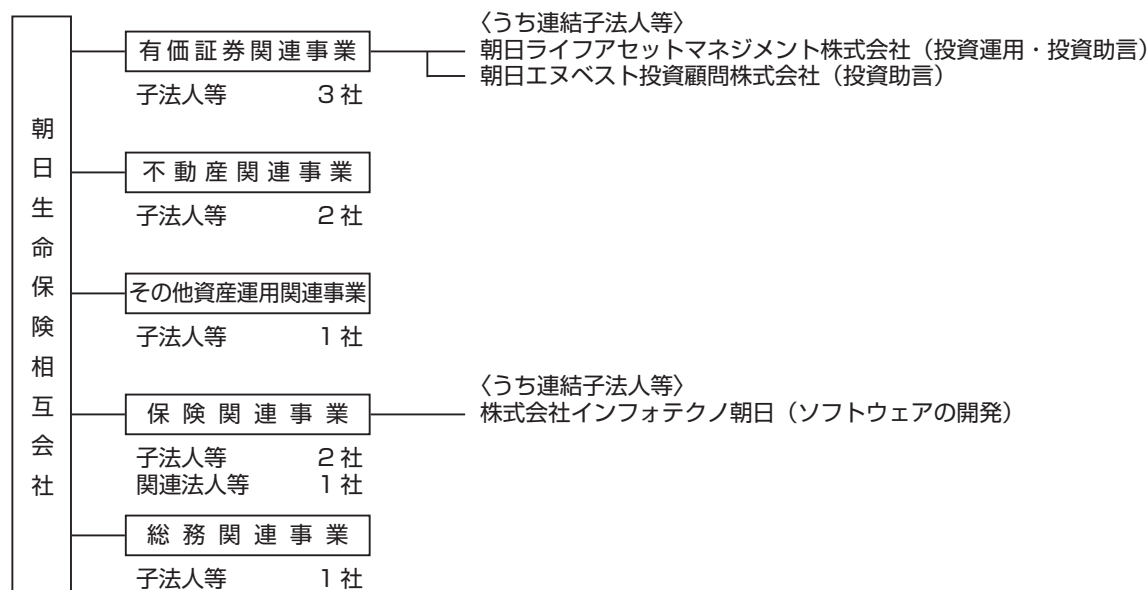 朝日生命保険相互会社
有価証券関連事業
子法人等 3社
〈うち連結子法人等〉
朝日ライフアセットマネジメント株式会社（投資運用・投資助言）
朝日エヌベスト投資顧問株式会社（投資助言）
不動産関連事業
子法人等 2社
その他資産運用関連事業
子法人等 1社
保険関連事業
子法人等 2社
関連法人等 1社
〈うち連結子法人等〉
株式会社インフォテクノ朝日（ソフトウェアの開発）
総務関連事業
子法人等 1社